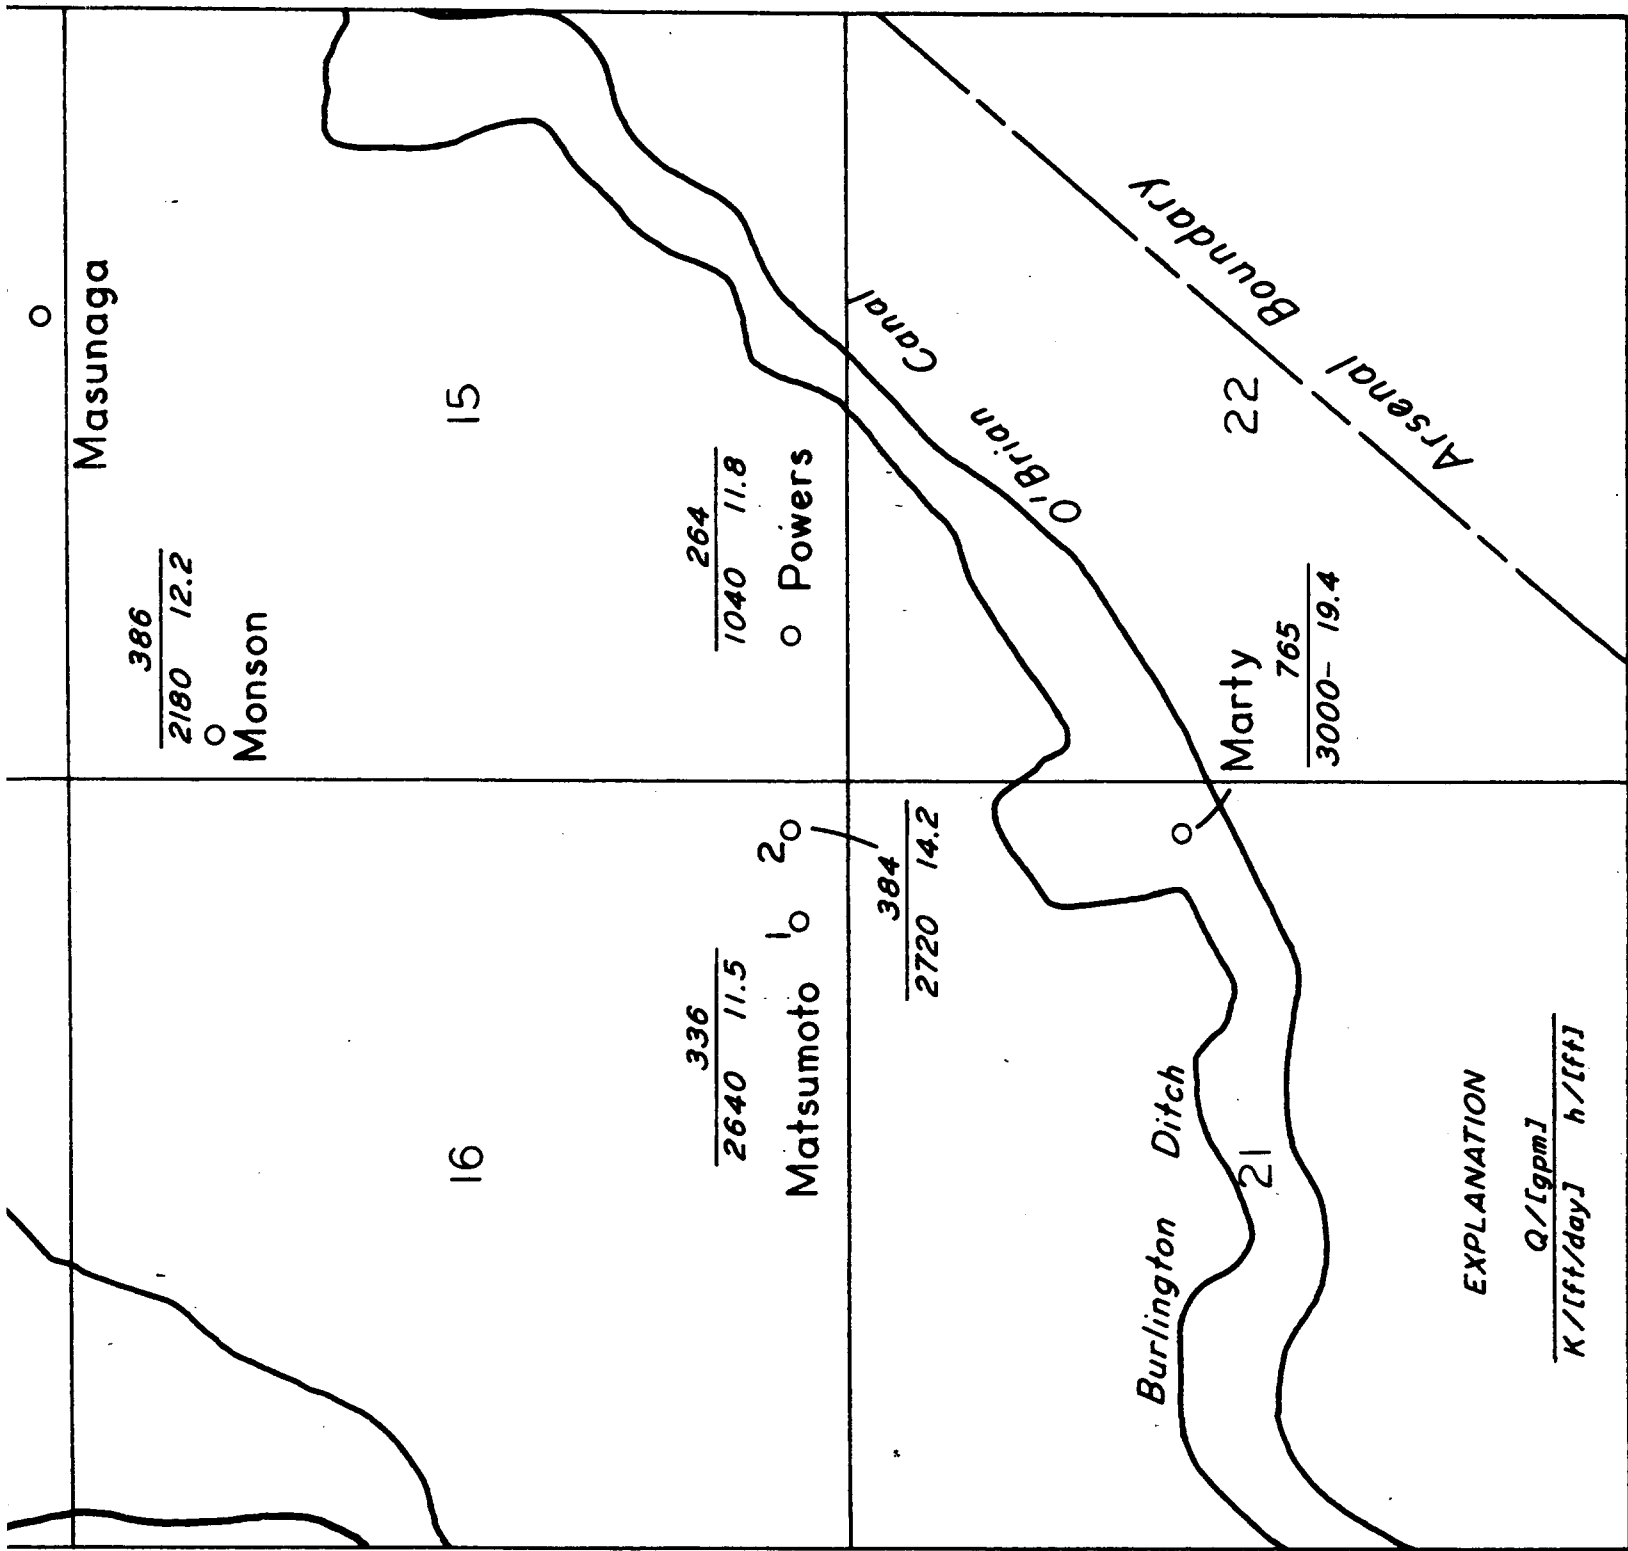 Masunaga
386
2180 12.2
Monson
15
264
1040 11.8
Powers
16
336
2640 11.5
Matsumoto
1
2
384
2720 14.2
O'Brian Canal
Arsenal Boundary
22
Marty
765
3000- 19.4
Burlington Ditch
21
EXPLANATION
Q/[gpm]
K/[ft/day] h/[ft]